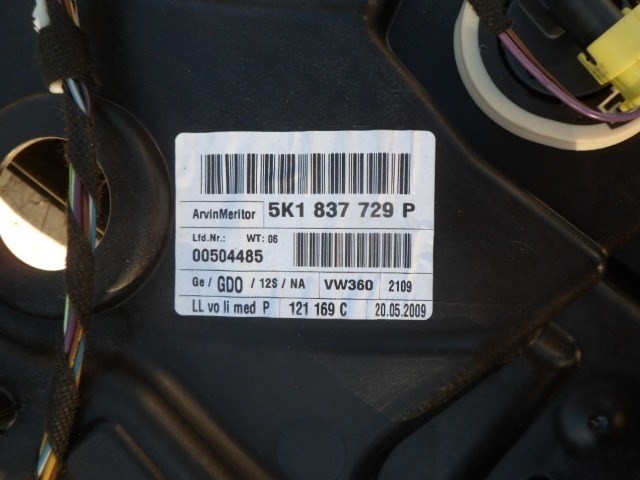 ArvinMeritor 5K1 837 729 P
Lfd.Nr.: WT: 06
00504485
Ge / GDO / 12S / NA VW360 2109
LL vo li med P 121 169 C 20.05.2009